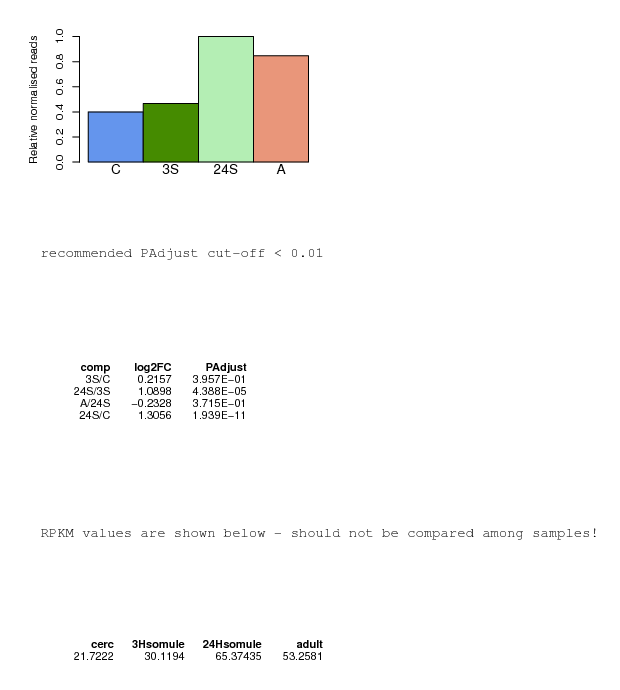 Relative normalised reads
1.0
0.8
0.6
0.4
0.2
0.0
C 3S 24S A
recommended PAdjust cut-off < 0.01
comp log2FC PAdjust
3S/C 0.2157 3.957E−01
24S/3S 1.0898 4.388E−05
A/24S −0.2328 3.715E−01
24S/C 1.3056 1.939E−11
RPKM values are shown below - should not be compared among samples!
cerc 3Hsomule 24Hsomule adult
21.7222 30.1194 65.37435 53.2581